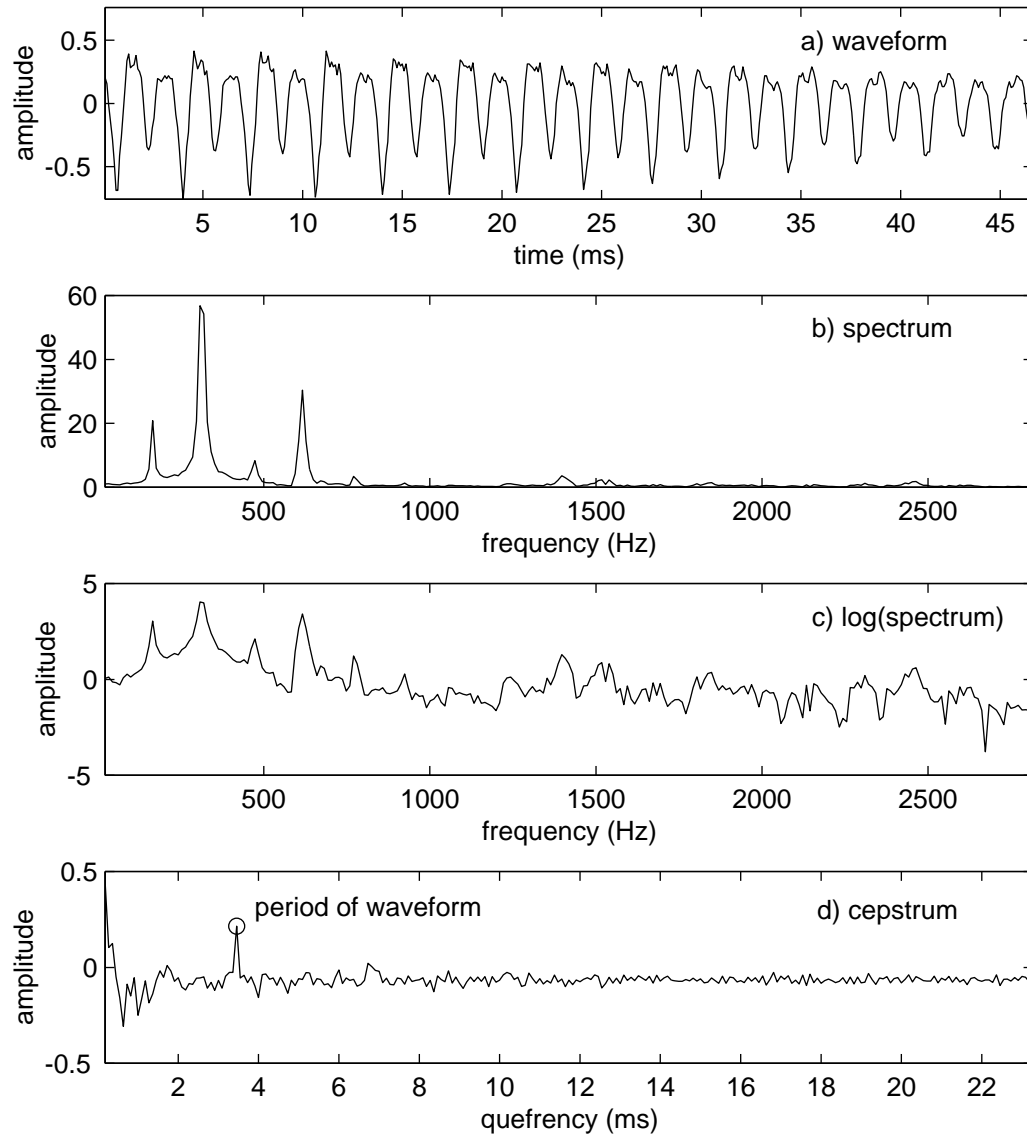 a) waveform
0.5
0
-0.5
amplitude
5 10 15 20 25 30 35 40 45
time (ms)
b) spectrum
60
40
20
0
amplitude
500 1000 1500 2000 2500
frequency (Hz)
c) log(spectrum)
5
0
-5
amplitude
500 1000 1500 2000 2500
frequency (Hz)
period of waveform
d) cepstrum
0.5
0
-0.5
amplitude
2 4 6 8 10 12 14 16 18 20 22
quefrency (ms)